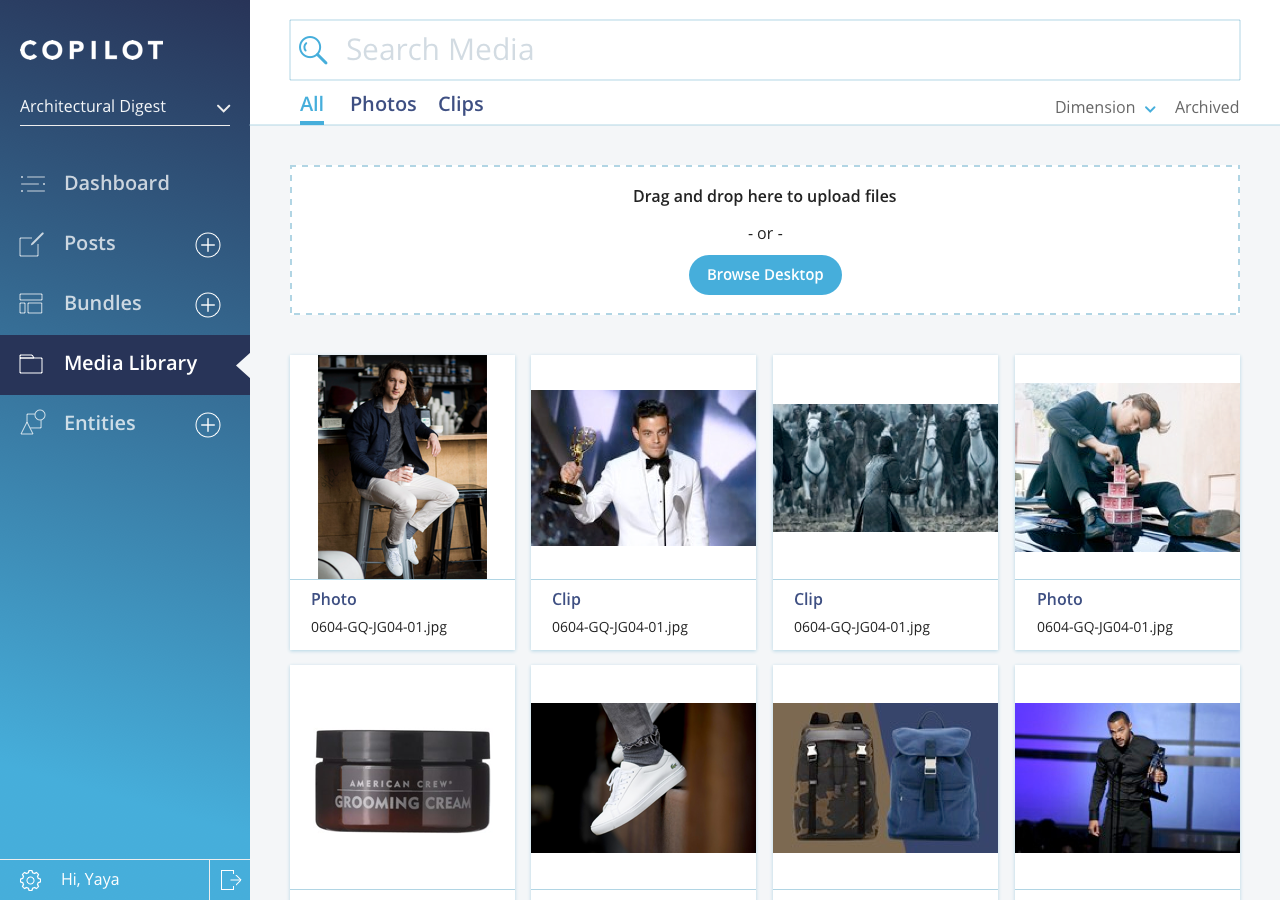 COPILOT
Architectural Digest
Dashboard
Posts
Bundles
Media Library
Entities
Hi, Yaya
Search Media
All Photos Clips
Dimension Archived
Drag and drop here to upload files
- or -
Browse Desktop
Photo
0604-GQ-JG04-01.jpg
Clip
0604-GQ-JG04-01.jpg
Clip
0604-GQ-JG04-01.jpg
Photo
0604-GQ-JG04-01.jpg
AMERICAN CREW
GROOMING CREAM